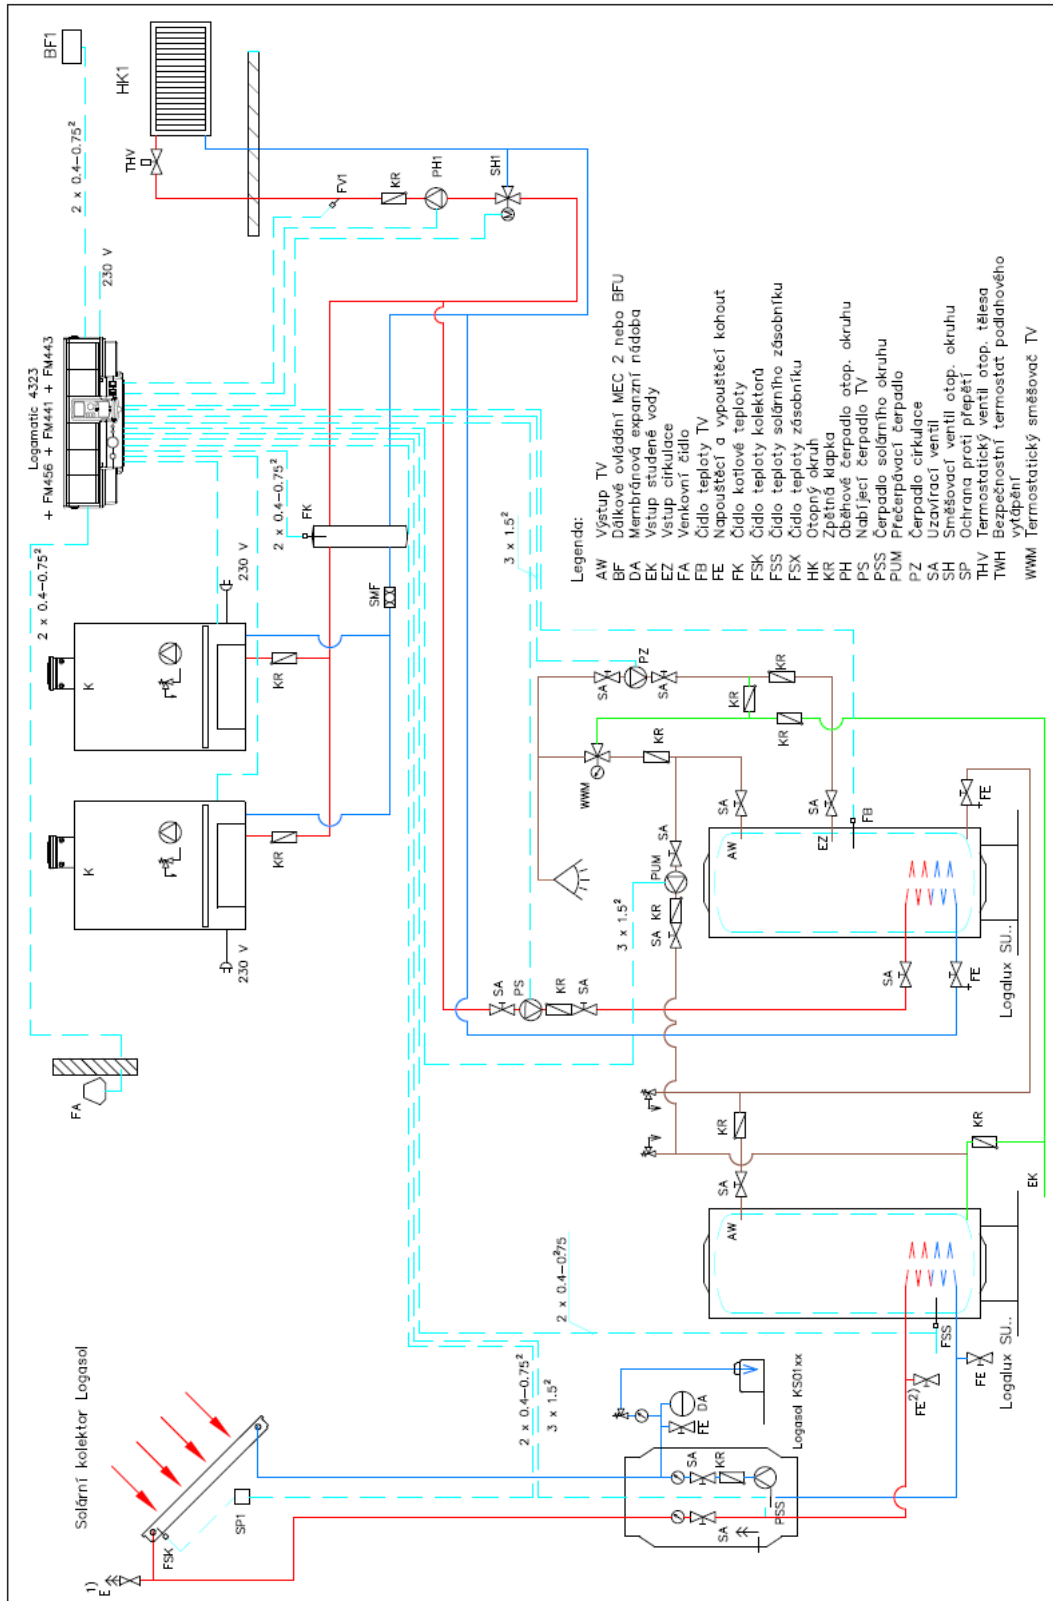 Solární kolektor Logasol
1)
E
FSK
SP1
FA
2 x 0.4–0.75²
Logamatic 4323
+ FM456 + FM441 + FM443
BF1
2 x 0.4–0.75²
230 V
HK1
THV
FV1
KR
PH1
SH1
M
K
230 V
KR
K
230 V
KR
2 x 0.4–0.75²
FK
SMF
3 x 1.5²
2 x 0.4–0.75²
3 x 1.5²
2 x 0.4–0.75
3 x 1.5²
SA
PS
KR
SA
SA
KR
PUM
SA
WWM
KR
SA
PZ
SA
KR
KR
KR
SA
AW
SA
EZ
FB
FE
SA
FE
Logalux SU..
KR
SA
AW
KR
EK
FSS
FE
FE²⁾
Logalux SU..
DA
FE
SA
KR
PSS
SA
Logasol KS01xx
Legenda:
AW Výstup TV
BF Dálkové ovládání MEC 2 nebo BFU
DA Membránová expanzní nádoba
EK Vstup studené vody
EZ Vstup cirkulace
FA Venkovní čidlo
FB Čidlo teploty TV
FE Napouštěcí a vypouštěcí kohout
FK Čidlo kotlové teploty
FSK Čidlo teploty kolektorů
FSS Čidlo teploty solárního zásobníku
FSX Čidlo teploty zásobníku
HK Otopný okruh
KR Zpětná klapka
PH Oběhové čerpadlo otop. okruhu
PS Nabíjecí čerpadlo TV
PSS Čerpadlo solárního okruhu
PUM Přečerpávací čerpadlo
PZ Čerpadlo cirkulace
SA Uzavírací ventil
SH Směšovací ventil otop. okruhu
SP Ochrana proti přepětí
THV Termostatický ventil otop. tělesa
TWH Bezpečnostní termostat podlahového
vytápění
WWM Termostatický směšovač TV